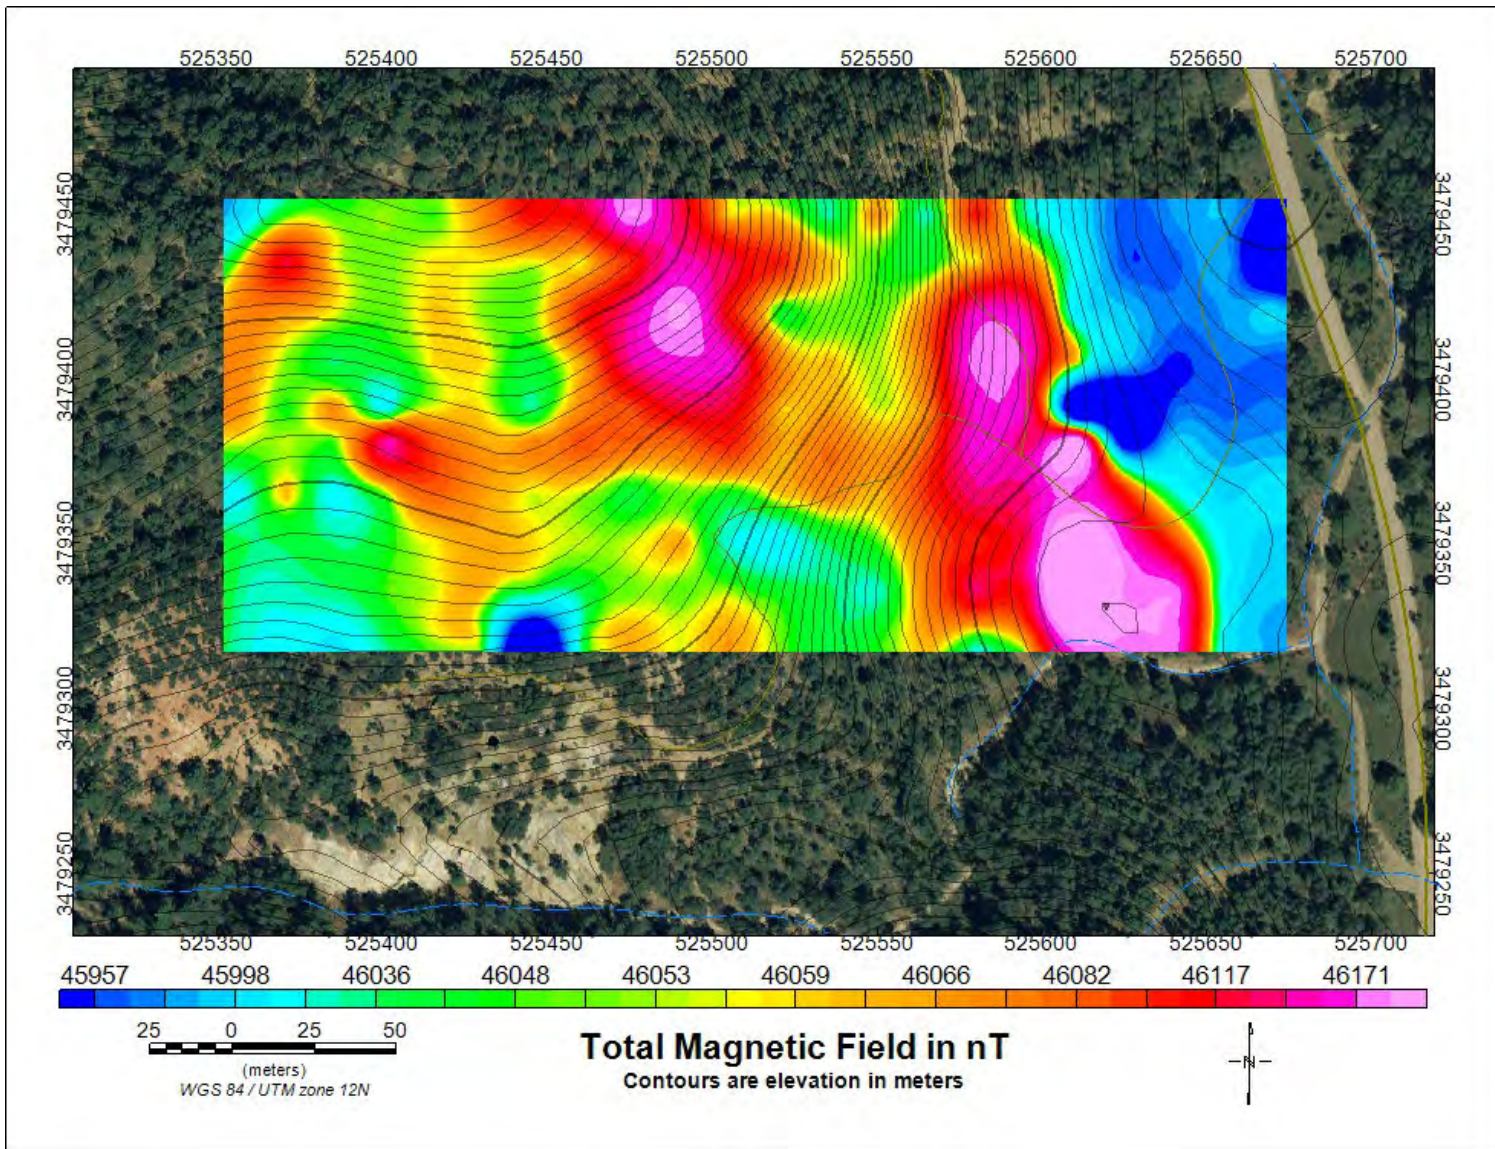 525350 525400 525450 525500 525550 525600 525650 525700
3479450
3479400
3479350
3479300
3479250
3479450
3479400
3479350
3479300
3479250
525350 525400 525450 525500 525550 525600 525650 525700
45957 45998 46036 46048 46053 46059 46066 46082 46117 46171
25 0 25 50
(meters)
WGS 84 / UTM zone 12N
Total Magnetic Field in nT
Contours are elevation in meters
N